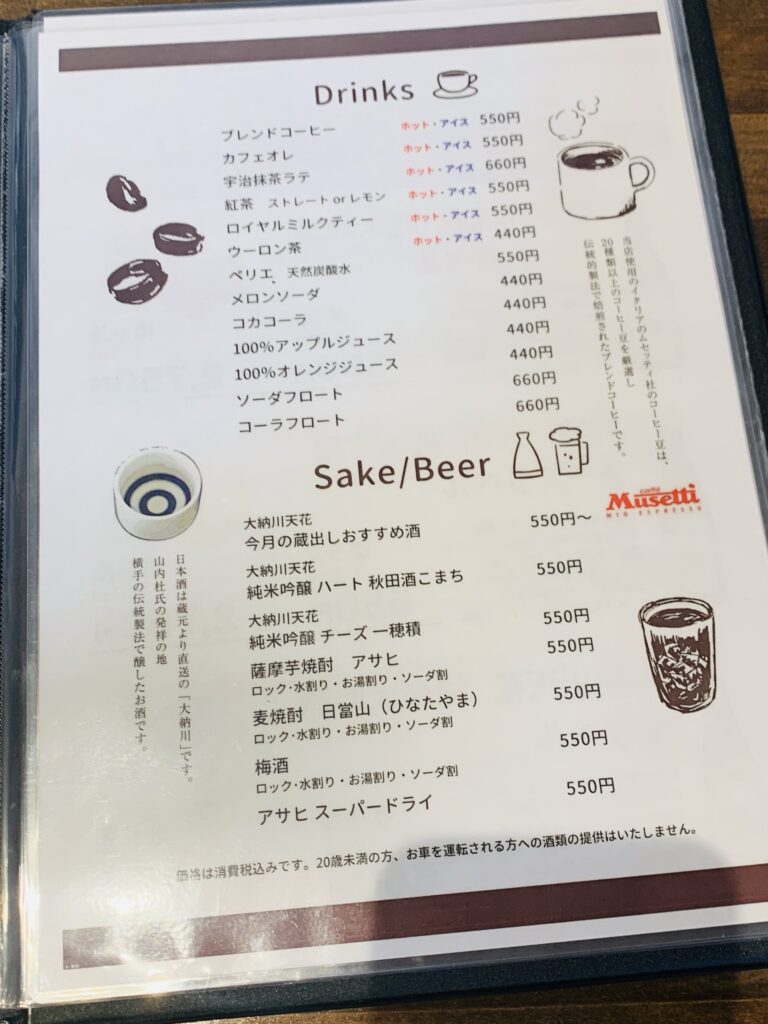 Drinks
ブレンドコーヒー ホット・アイス 550円
カフェオレ ホット・アイス 550円
宇治抹茶ラテ ホット・アイス 660円
紅茶 ストレート or レモン ホット・アイス 550円
ロイヤルミルクティー ホット・アイス 550円
ウーロン茶 ホット・アイス 440円
ペリエ 天然炭酸水 550円
メロンソーダ 440円
コカコーラ 440円
100%アップルジュース 440円
100%オレンジジュース 440円
ソーダフロート 660円
コーラフロート 660円
当店使用のイタリアのムセッティ社のコーヒー豆は、
20種類以上のコーヒー豆を厳選し
伝統的製法で焙煎されたブレンドコーヒーです。
caffè
Musetti
MIO ESPRESSO
Sake/Beer
大納川天花
今月の蔵出しおすすめ酒 550円〜
大納川天花
純米吟醸 ハート 秋田酒こまち 550円
大納川天花
純米吟醸 チーズ 一穂積 550円
薩摩芋焼酎 アサヒ 550円
ロック・水割り・お湯割り・ソーダ割
麦焼酎 日當山（ひなたやま） 550円
ロック・水割り・お湯割り・ソーダ割
梅酒 550円
ロック・水割り・お湯割り・ソーダ割
アサヒ スーパードライ 550円
日本酒は蔵元より直送の「大納川」です。
山内杜氏の発祥の地
横手の伝統製法で醸したお酒です。
価格は消費税込みです。20歳未満の方、お車を運転される方への酒類の提供はいたしません。